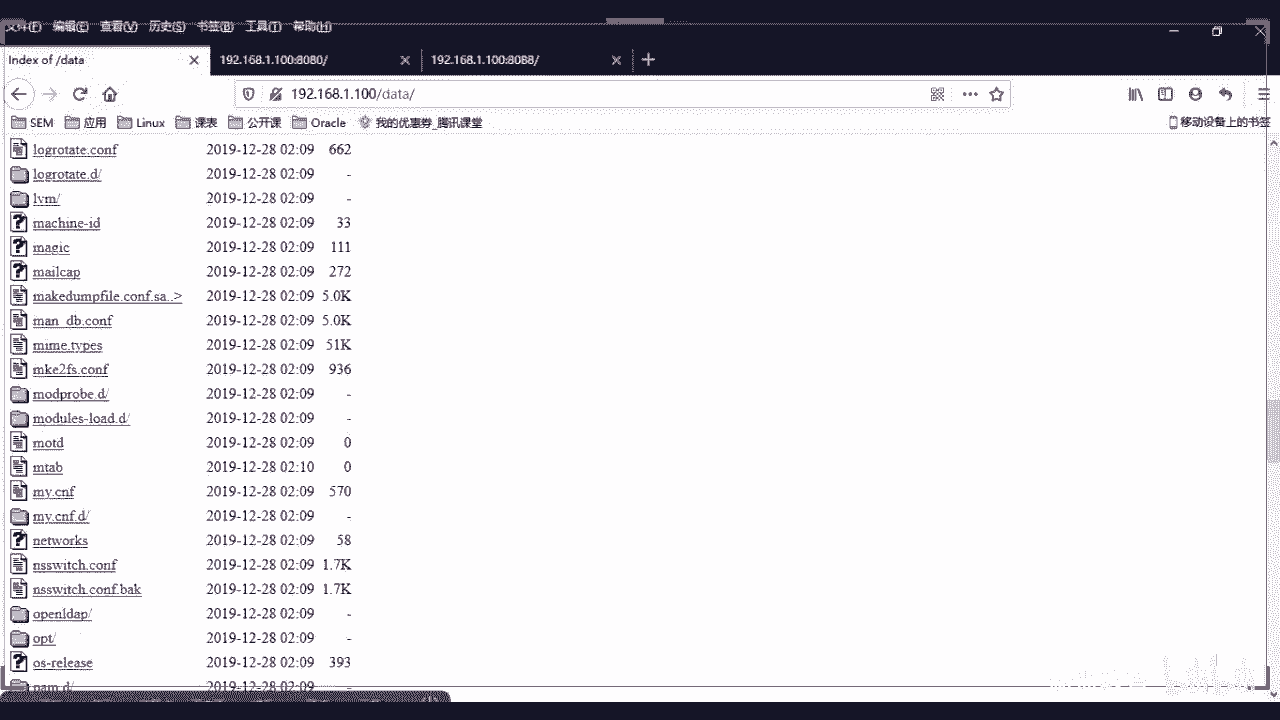 文件(F) 编辑(E) 查看(V) 历史(S) 书签(B) 工具(T) 帮助(H)
Index of /data 192.168.1.100:8080/ 192.168.1.100:8088/
192.168.1.100/data/
SEM 应用 Linux 课表 公开课 Oracle 我的优惠券_腾讯课堂 移动设备上的书签
logrotate.conf 2019-12-28 02:09 662
logrotate.d/ 2019-12-28 02:09 -
lvm/ 2019-12-28 02:09 -
machine-id 2019-12-28 02:09 33
magic 2019-12-28 02:09 111
mailcap 2019-12-28 02:09 272
makedumpfile.conf.sa..> 2019-12-28 02:09 5.0K
man_db.conf 2019-12-28 02:09 5.0K
mime.types 2019-12-28 02:09 51K
mke2fs.conf 2019-12-28 02:09 936
modprobe.d/ 2019-12-28 02:09 -
modules-load.d/ 2019-12-28 02:09 -
motd 2019-12-28 02:09 0
mtab 2019-12-28 02:10 0
my.cnf 2019-12-28 02:09 570
my.cnf.d/ 2019-12-28 02:09 -
networks 2019-12-28 02:09 58
nsswitch.conf 2019-12-28 02:09 1.7K
nsswitch.conf.bak 2019-12-28 02:09 1.7K
openldap/ 2019-12-28 02:09 -
opt/ 2019-12-28 02:09 -
os-release 2019-12-28 02:09 393
pam.d/ 2019-12-28 02:09 -